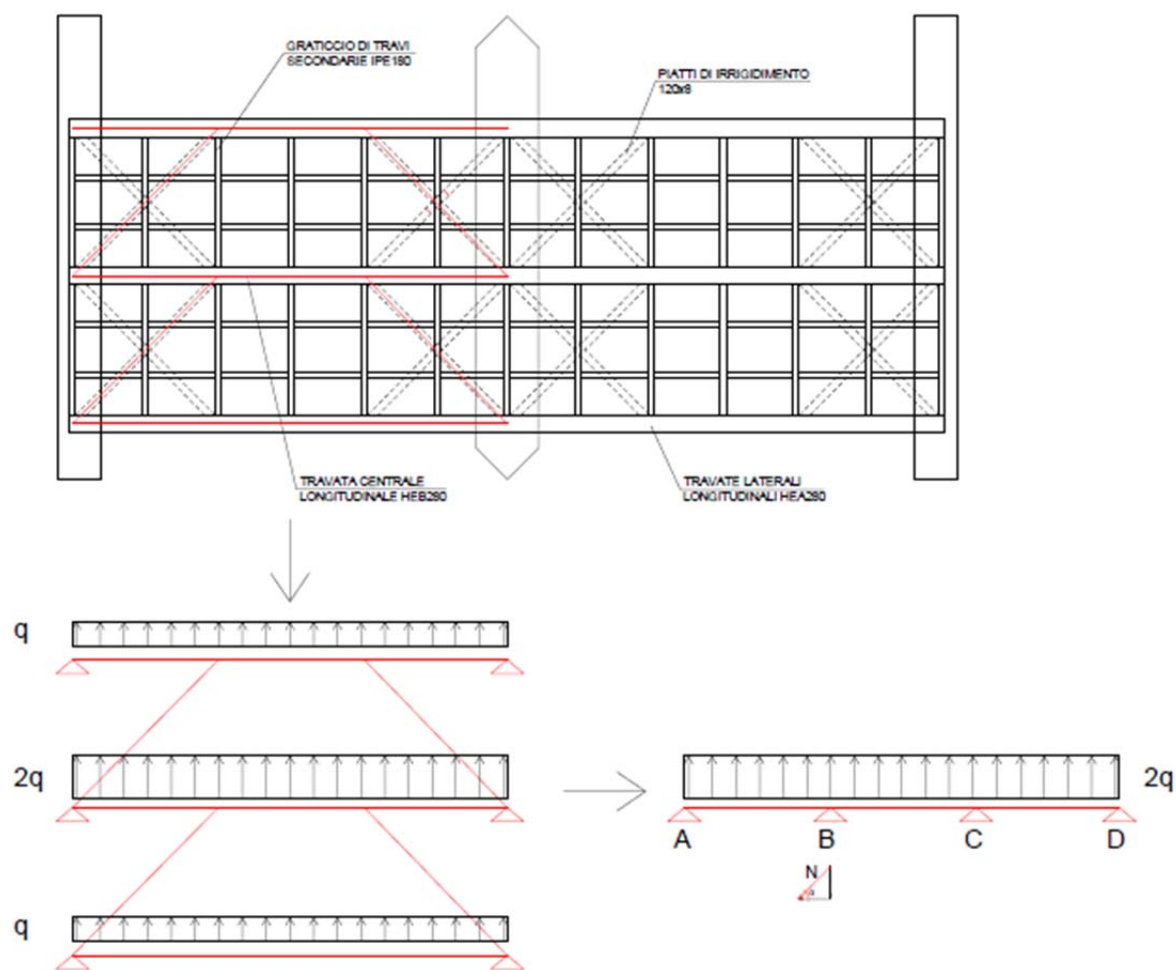 GRATICCIO DI TRAVI
SECONDARIE IPE180
PIATTI DI IRRIGIDIMENTO
120x8
TRAVATA CENTRALE
LONGITUDINALE HEB280
TRAVATE LATERALI
LONGITUDINALI HEA280
q
2q
2q
A B C D
N
q